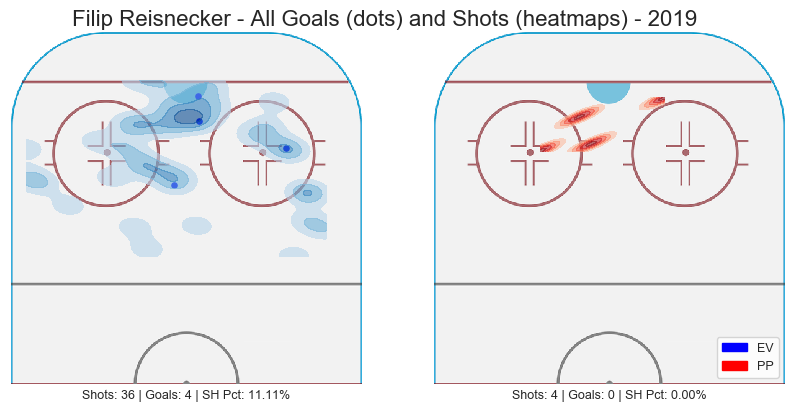 Filip Reisnecker - All Goals (dots) and Shots (heatmaps) - 2019
EV
PP
Shots: 36 | Goals: 4 | SH Pct: 11.11%
Shots: 4 | Goals: 0 | SH Pct: 0.00%